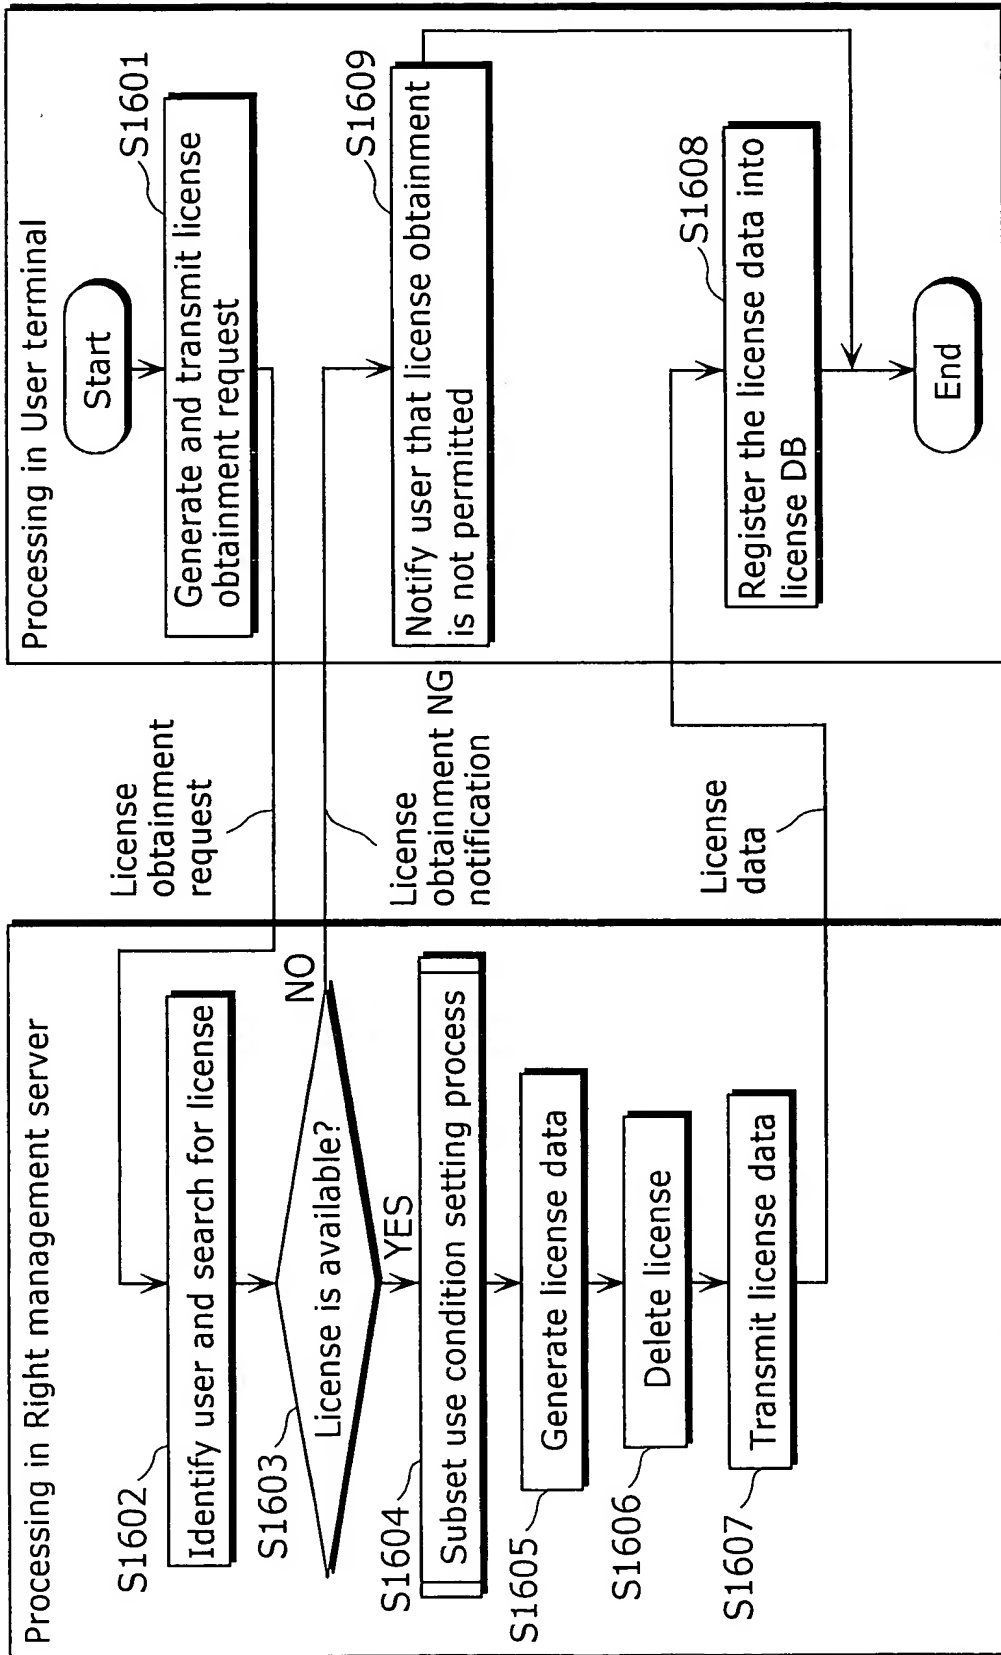 Processing in Right management server
S1602
Identify user and search for license
S1603
License is available?
NO
YES
S1604
Subset use condition setting process
S1605
Generate license data
S1606
Delete license
S1607
Transmit license data
License
obtainment
request
License
obtainment NG
notification
License
data
Processing in User terminal
Start
S1601
Generate and transmit license
obtainment request
S1609
Notify user that license obtainment
is not permitted
S1608
Register the license data into
license DB
End